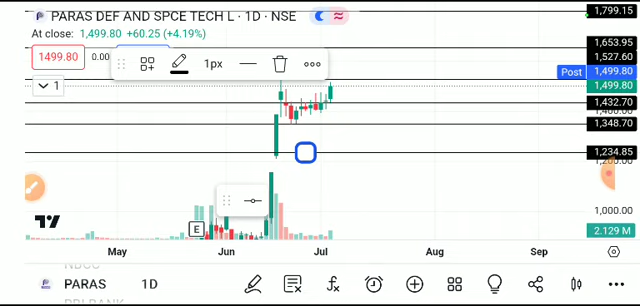 PARAS DEF AND SPCE TECH L · 1D · NSE
At close: 1,499.80 +60.25 (+4.19%)
1499.80 0.00
1px
1
1,799.15
1,653.95
1,527.60
Post 1,499.80
1,499.80
1,432.70
1,348.70
1,234.85
1,200.00
1,000.00
2.129 M
E
May Jun Jul Aug Sep
PARAS 1D